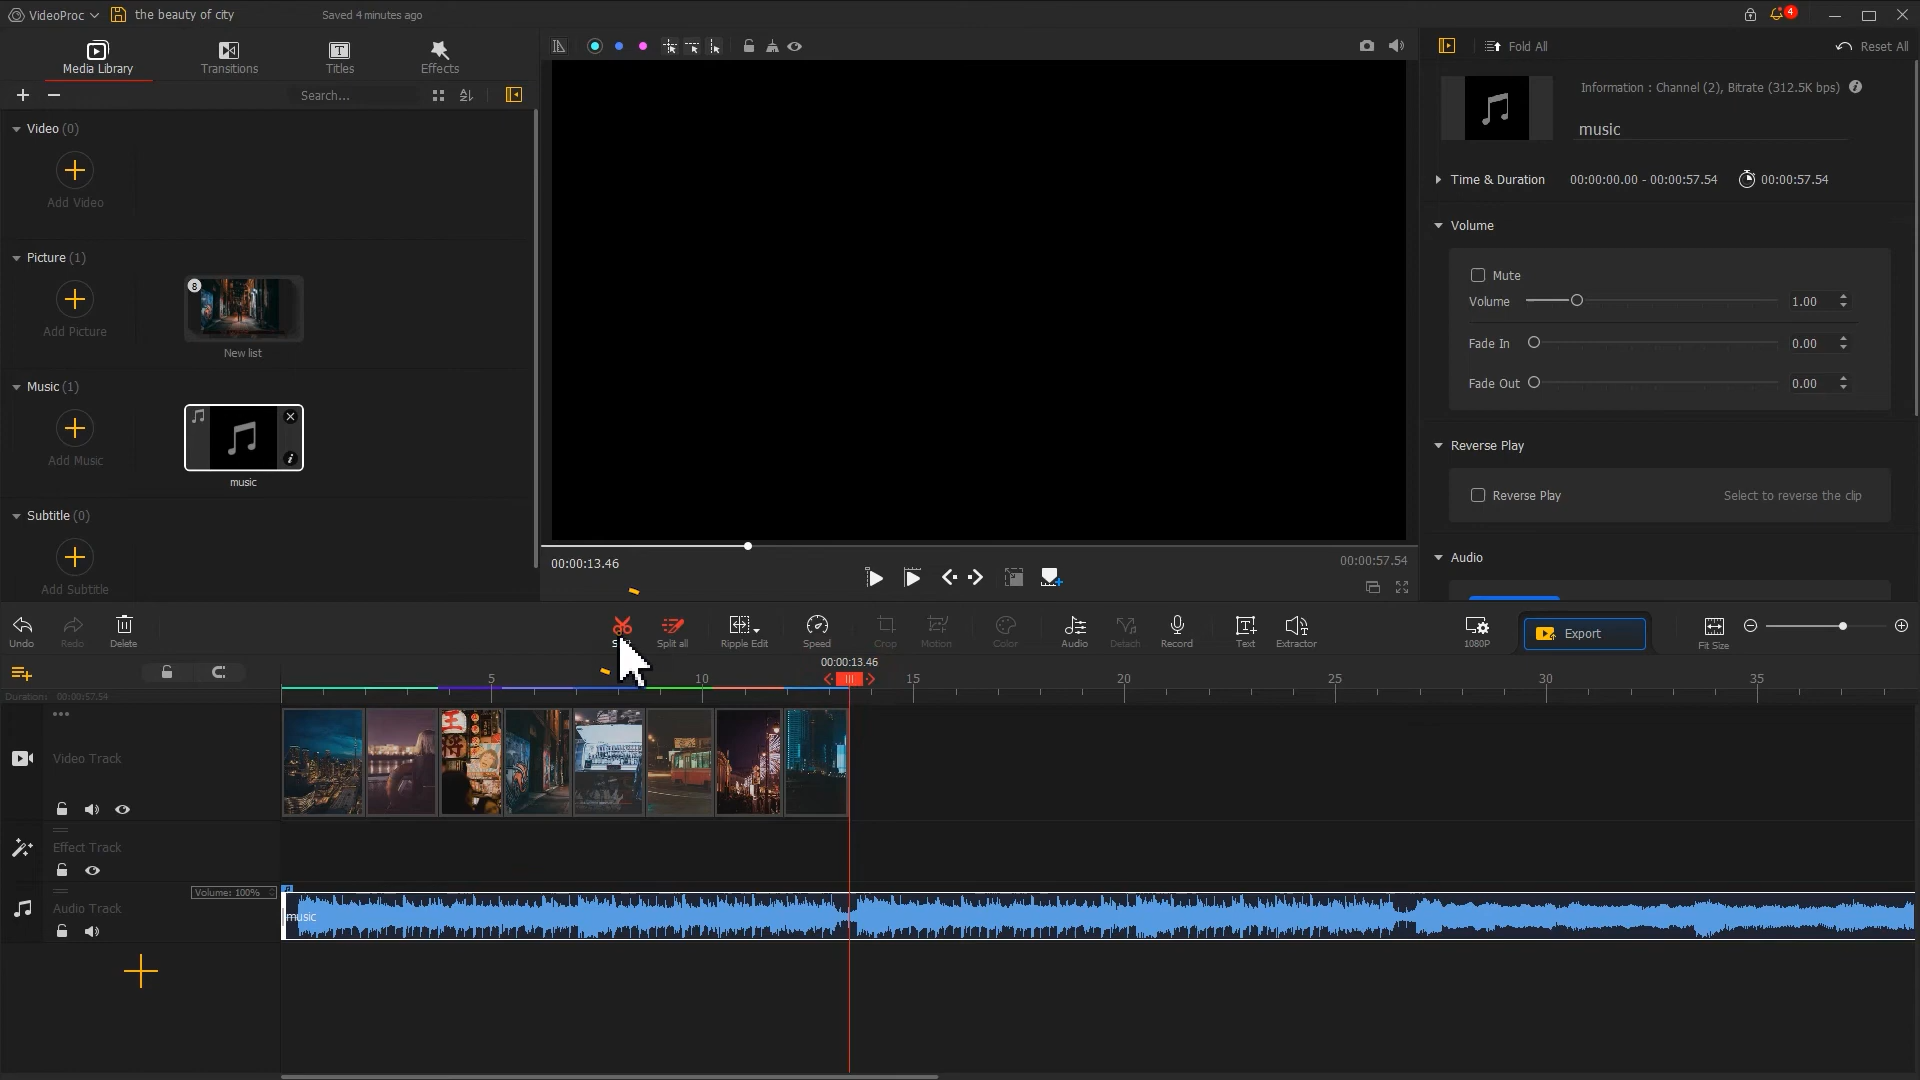 VideoProc
the beauty of city
Saved 4 minutes ago
4
Media Library
Transitions
Titles
Effects
Search...
Fold All
Reset All
Information : Channel (2), Bitrate (312.5K bps)
music
Video (0)
Add Video
Picture (1)
Add Picture
8
New list
Music (1)
Add Music
music
Subtitle (0)
Add Subtitle
Time & Duration
00:00:00.00 - 00:00:57.54
00:00:57.54
Volume
Mute
Volume
1.00
Fade In
0.00
Fade Out
0.00
Reverse Play
Reverse Play
Select to reverse the clip
Audio
00:00:13.46
00:00:57.54
Undo
Redo
Delete
Split all
Ripple Edit
Speed
Crop
Motion
Color
Audio
Detach
Record
Text
Extractor
1080P
Export
Fit Size
00:00:13.46
5
10
15
20
25
30
35
Durations 00:00:57.54
Video Track
Effect Track
Volume: 100%
Audio Track
music